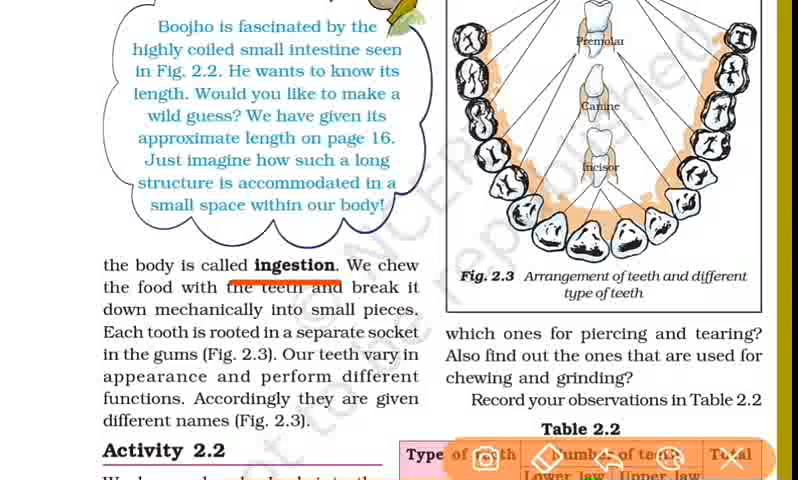 Boojho is fascinated by the
highly coiled small intestine seen
in Fig. 2.2. He wants to know its
length. Would you like to make a
wild guess? We have given its
approximate length on page 16.
Just imagine how such a long
structure is accommodated in a
small space within our body!
the body is called ingestion. We chew
the food with the teeth and break it
down mechanically into small pieces.
Each tooth is rooted in a separate socket
in the gums (Fig. 2.3). Our teeth vary in
appearance and perform different
functions. Accordingly they are given
different names (Fig. 2.3).
Activity 2.2
Premolar
Canine
Incisor
Fig. 2.3 Arrangement of teeth and different
type of teeth
which ones for piercing and tearing?
Also find out the ones that are used for
chewing and grinding?
Record your observations in Table 2.2
Table 2.2
Type of teeth Number of teeth Total
Lower jaw Upper jaw